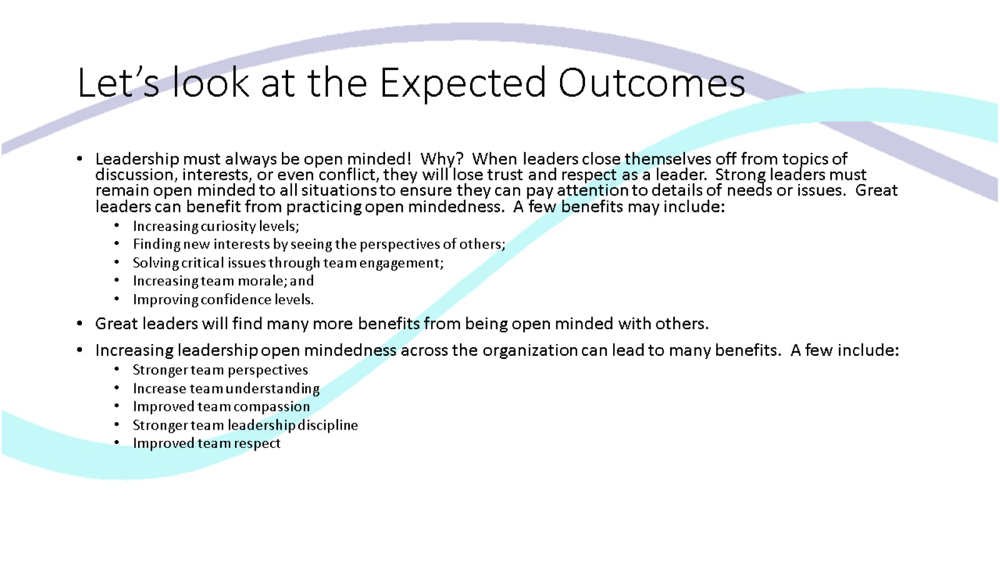 Let’s look at the Expected Outcomes
• Leadership must always be open minded!  Why?  When leaders close themselves off from topics of
discussion, interests, or even conflict, they will lose trust and respect as a leader.  Strong leaders must
remain open minded to all situations to ensure they can pay attention to details of needs or issues.  Great
leaders can benefit from practicing open mindedness.  A few benefits may include:
• Increasing curiosity levels;
• Finding new interests by seeing the perspectives of others;
• Solving critical issues through team engagement;
• Increasing team morale; and
• Improving confidence levels.
• Great leaders will find many more benefits from being open minded with others.
• Increasing leadership open mindedness across the organization can lead to many benefits.  A few include:
• Stronger team perspectives
• Increase team understanding
• Improved team compassion
• Stronger team leadership discipline
• Improved team respect